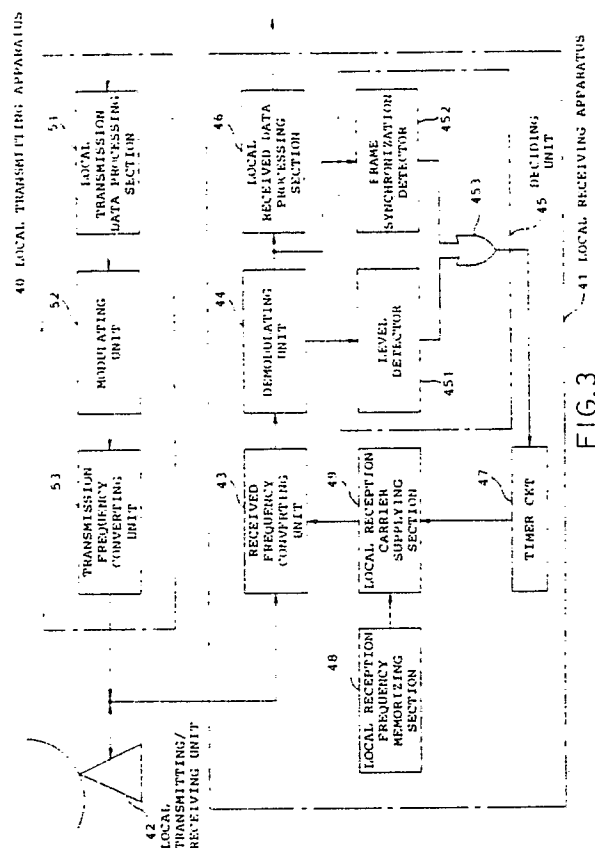 40 LOCAL TRANSMITTING APPARATUS
51
LOCAL
TRANSMISSION
DATA PROCESSING
SECTION
52
MODULATING
UNIT
53
TRANSMISSION
FREQUENCY
CONVERTING
UNIT
42
LOCAL
TRANSMITTING/
RECEIVING UNIT
43
RECEIVED
FREQUENCY
CONVERTING
UNIT
44
DEMODULATING
UNIT
46
LOCAL
RECEIVED DATA
PROCESSING
SECTION
48
LOCAL RECEPTION
FREQUENCY
MEMORIZING
SECTION
49
LOCAL RECEPTION
CARRIER
SUPPLYING
SECTION
LEVEL
DETECTOR
451
FRAME
SYNCHRONIZATION
DETECTOR
452
453
45
DECIDING
UNIT
47
TIMER CKT
41 LOCAL RECEIVING APPARATUS
FIG.3